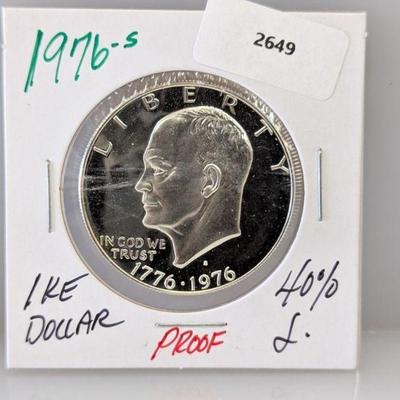 1976-S
2649
LIBERTY
IN GOD WE
TRUST
S
1776·1976
IKE
DOLLAR
PROOF
40%